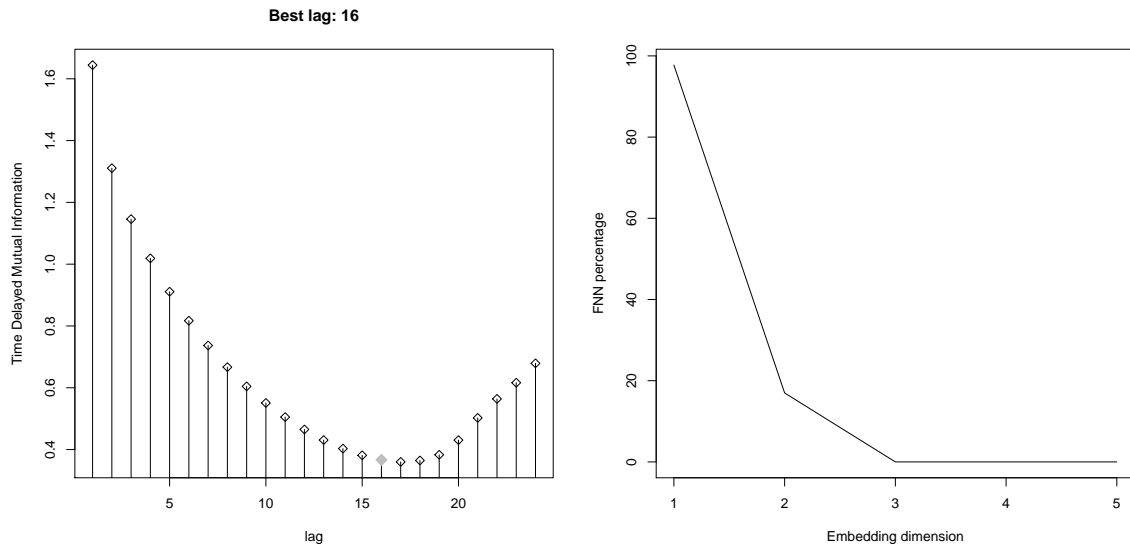 Best lag: 16
Time Delayed Mutual Information
1.6
1.4
1.2
1.0
0.8
0.6
0.4
5 10 15 20
lag
FNN percentage
100
80
60
40
20
0
1 2 3 4 5
Embedding dimension